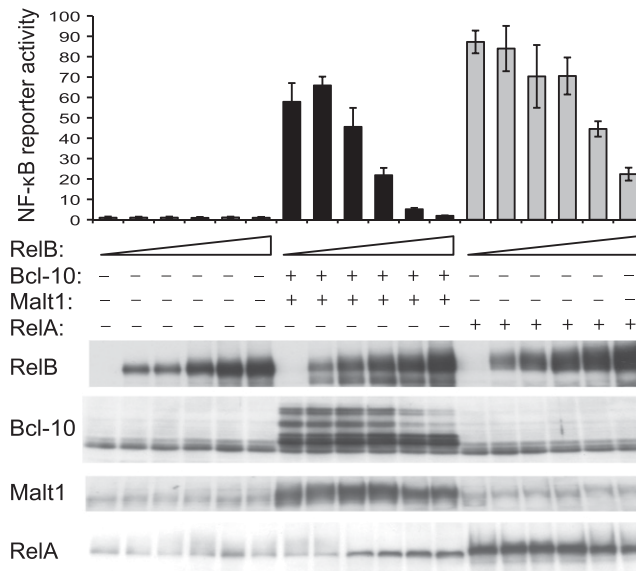 NF-κB reporter activity
100
90
80
70
60
50
40
30
20
10
0
RelB:
Bcl-10: − − − − − − + + + + + + − − − − − −
Malt1: − − − − − − + + + + + + − − − − − −
RelA: − − − − − − − − − − − − + + + + + +
RelB
Bcl-10
Malt1
RelA